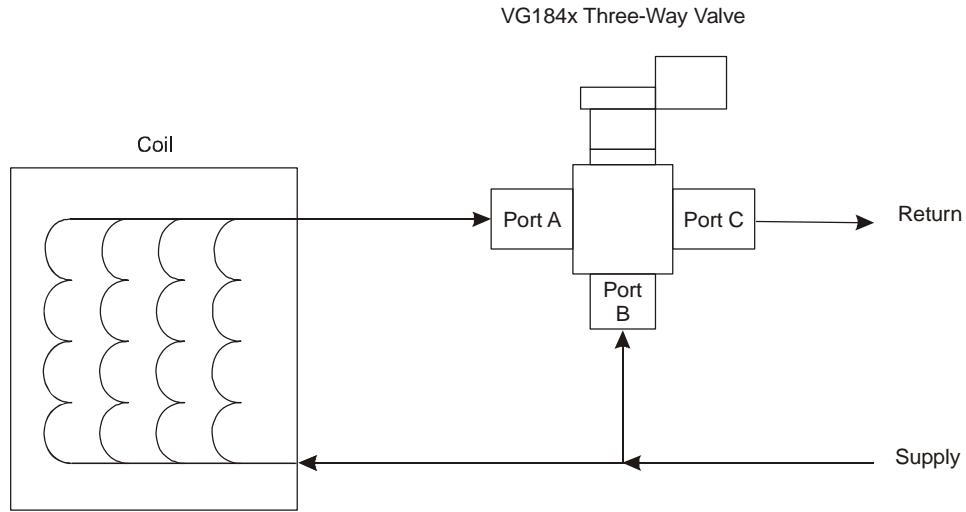 VG184x Three-Way Valve
Coil
Port A
Port C
Return
Port
B
Supply